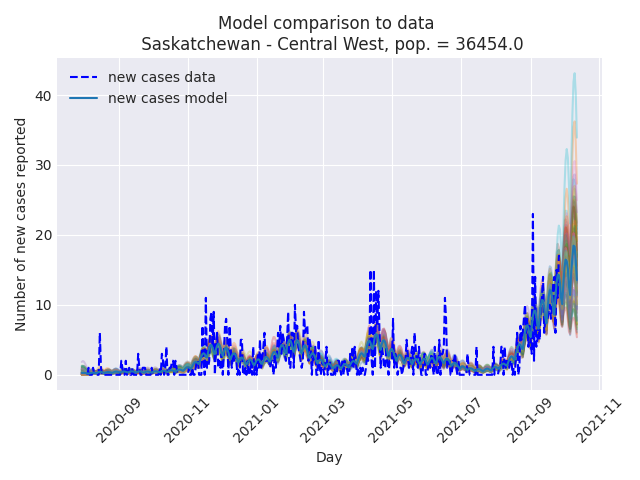 Model comparison to data
Saskatchewan - Central West, pop. = 36454.0
new cases data
new cases model
Number of new cases reported
40
30
20
10
0
2020-09
2020-11
2021-01
2021-03
2021-05
2021-07
2021-09
2021-11
Day